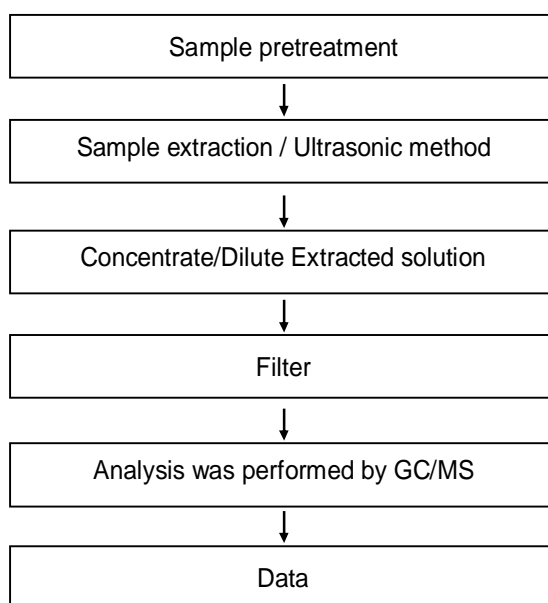 Sample pretreatment
Sample extraction / Ultrasonic method
Concentrate/Dilute Extracted solution
Filter
Analysis was performed by GC/MS
Data